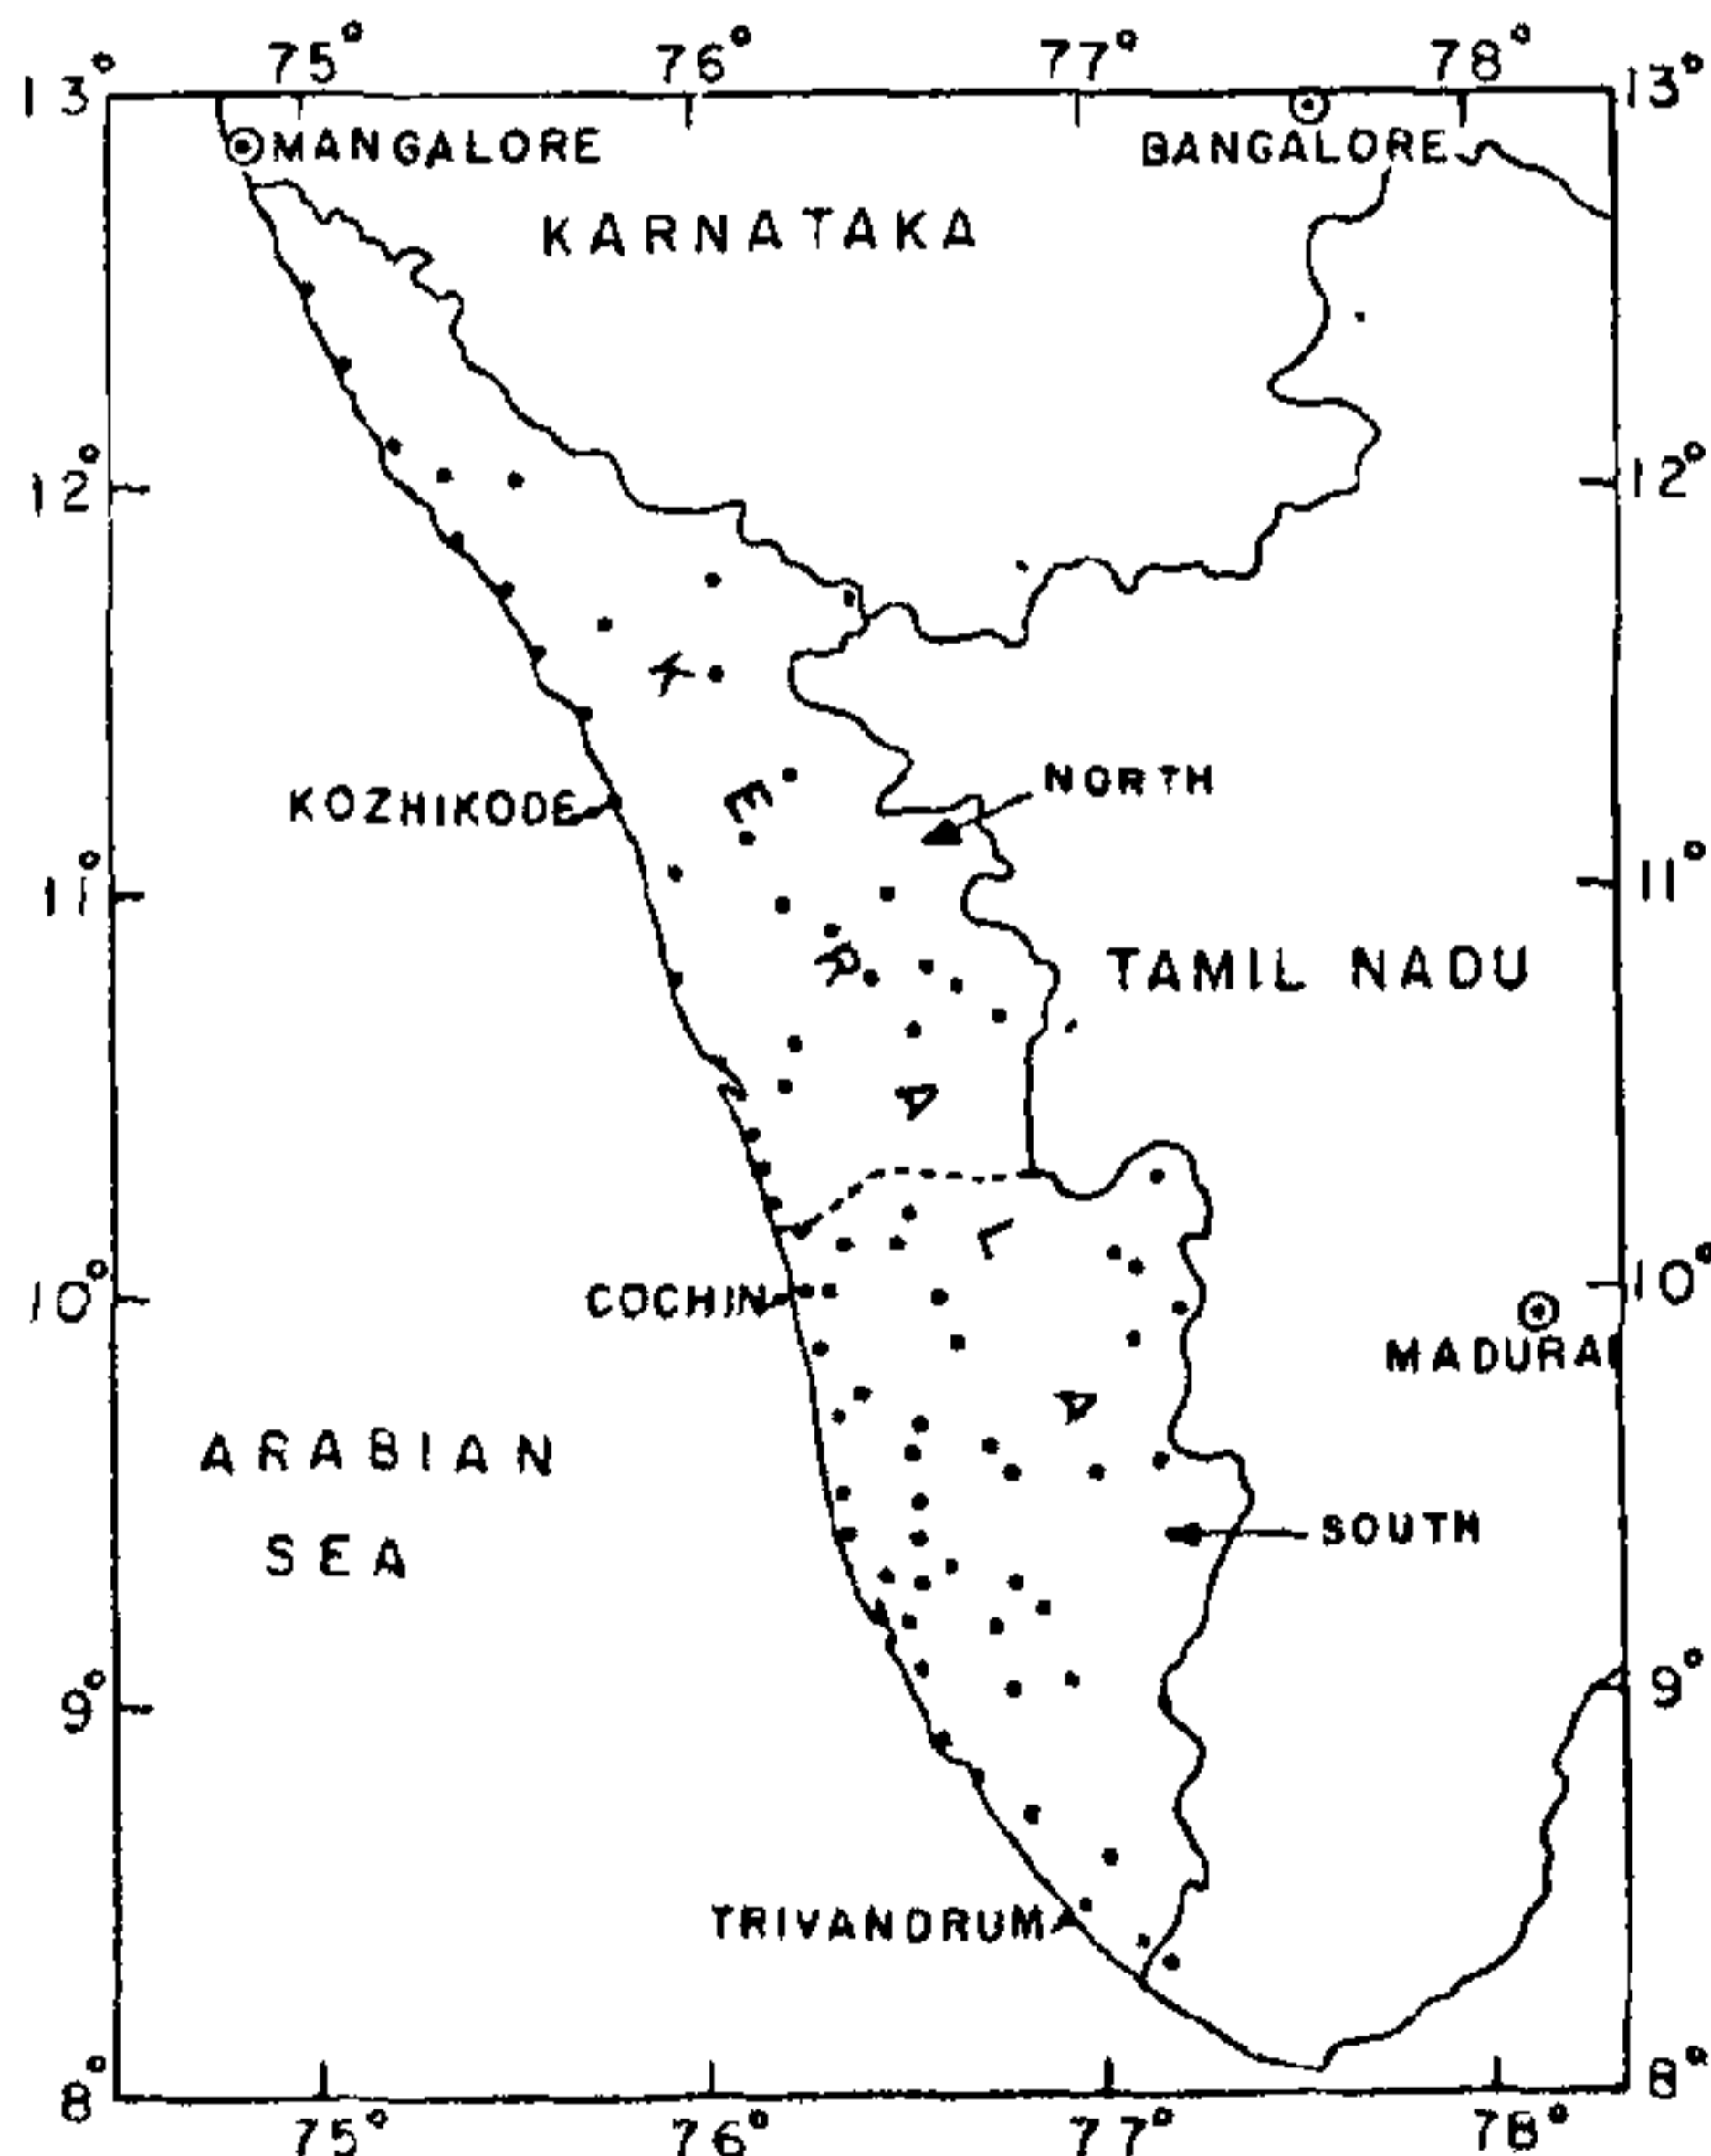 75° 76° 77° 78°
13° 13°
MANGALORE BANGALORE
KARNATAKA
12° 12°
KOZHIKODE NORTH
11° 11°
TAMIL NADU
KERALA
10° COCHIN 10°
MADURAI
ARABIAN
SEA
SOUTH
9° 9°
TRIVANDRUM
8° 8°
75° 76° 77° 78°